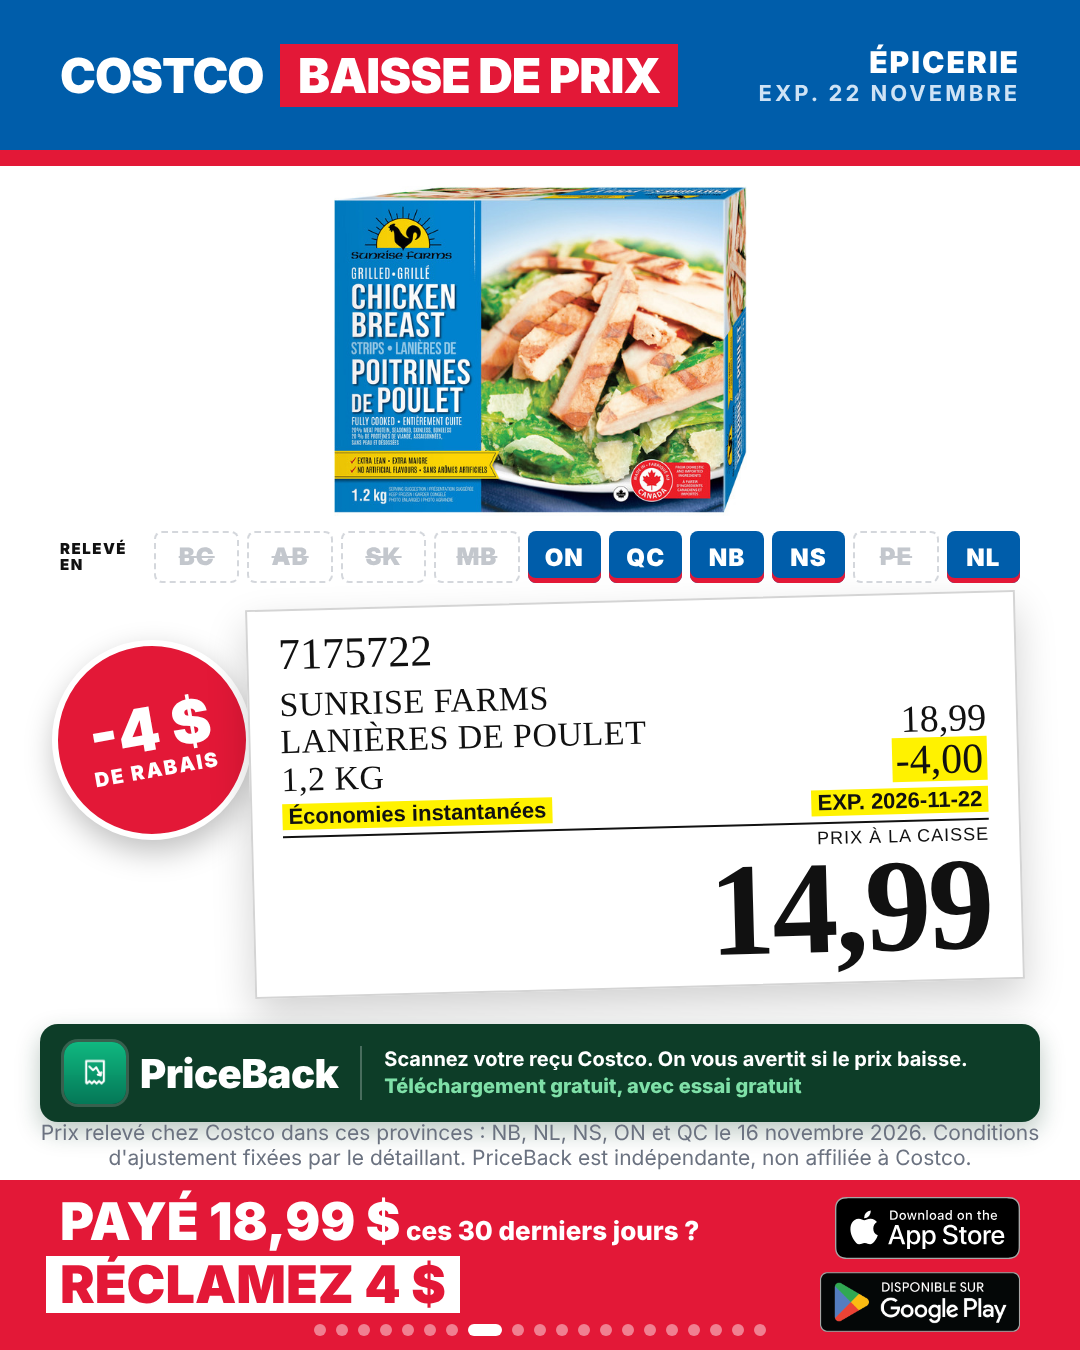 COSTCO BAISSE DE PRIX
ÉPICERIE
EXP. 22 NOVEMBRE
Sunrise Farms
GRILLED • GRILLÉ
CHICKEN
BREAST
STRIPS • LANIÈRES DE
POITRINES
DE POULET
FULLY COOKED • ENTIÈREMENT CUITE
✓ EXTRA LEAN • EXTRA MAIGRE
✓ NO ARTIFICIAL FLAVOURS • SANS ARÔMES ARTIFICIELS
1.2 kg
CANADA
RELEVÉ
EN
BC AB SK MB ON QC NB NS PE NL
-4 $
DE RABAIS
7175722
SUNRISE FARMS
LANIÈRES DE POULET
1,2 KG
Économies instantanées
18,99
-4,00
EXP. 2026-11-22
PRIX À LA CAISSE
14,99
PriceBack
Scannez votre reçu Costco. On vous avertit si le prix baisse.
Téléchargement gratuit, avec essai gratuit
Prix relevé chez Costco dans ces provinces : NB, NL, NS, ON et QC le 16 novembre 2026. Conditions
d'ajustement fixées par le détaillant. PriceBack est indépendante, non affiliée à Costco.
PAYÉ 18,99 $ ces 30 derniers jours ?
RÉCLAMEZ 4 $
Download on the
App Store
DISPONIBLE SUR
Google Play